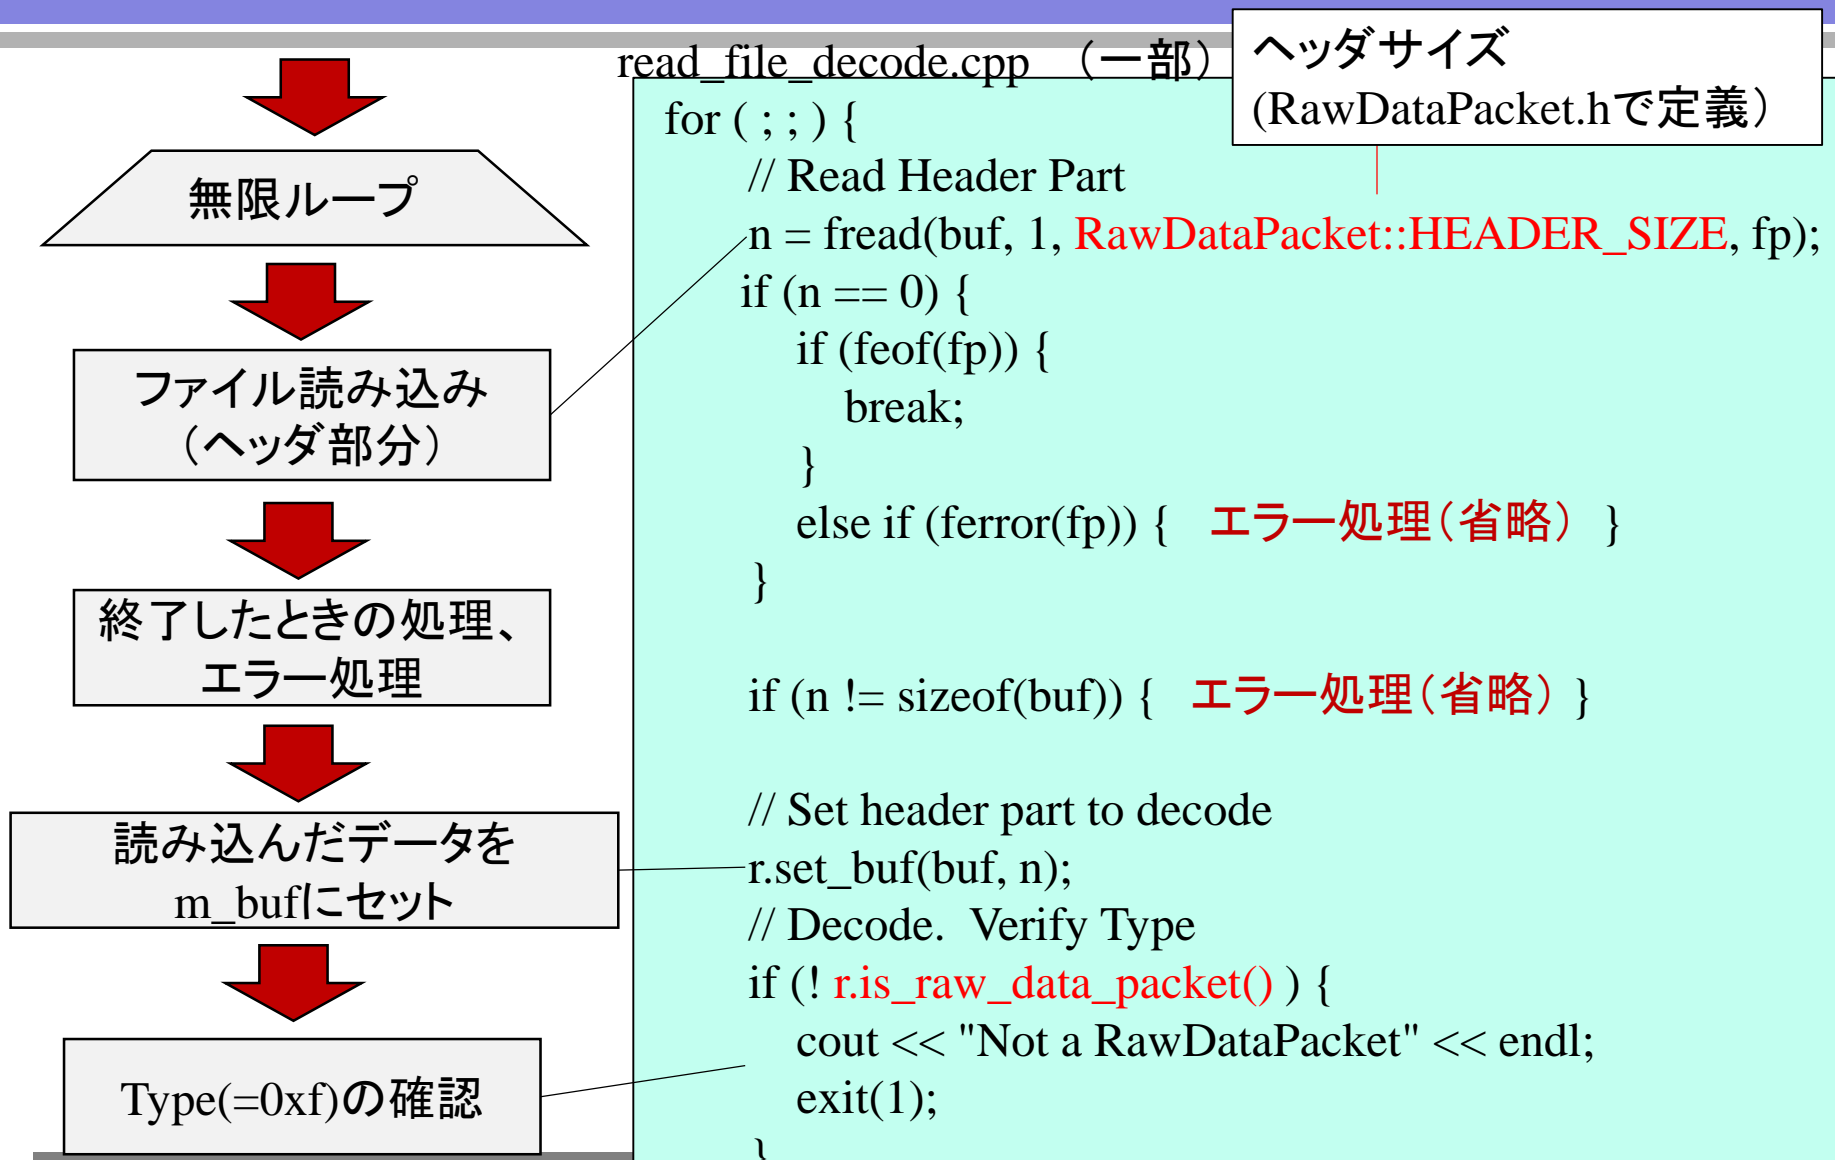 read_file_decode.cpp （一部）
ヘッダサイズ
(RawDataPacket.hで定義）
無限ループ
ファイル読み込み
（ヘッダ部分）
終了したときの処理、
エラー処理
読み込んだデータを
m_bufにセット
Type(=0xf)の確認
for ( ; ; ) {
// Read Header Part
n = fread(buf, 1, RawDataPacket::HEADER_SIZE, fp);
if (n == 0) {
if (feof(fp)) {
break;
}
else if (ferror(fp)) { エラー処理（省略） }
}
if (n != sizeof(buf)) { エラー処理（省略） }
// Set header part to decode
r.set_buf(buf, n);
// Decode. Verify Type
if (! r.is_raw_data_packet() ) {
cout << "Not a RawDataPacket" << endl;
exit(1);
}